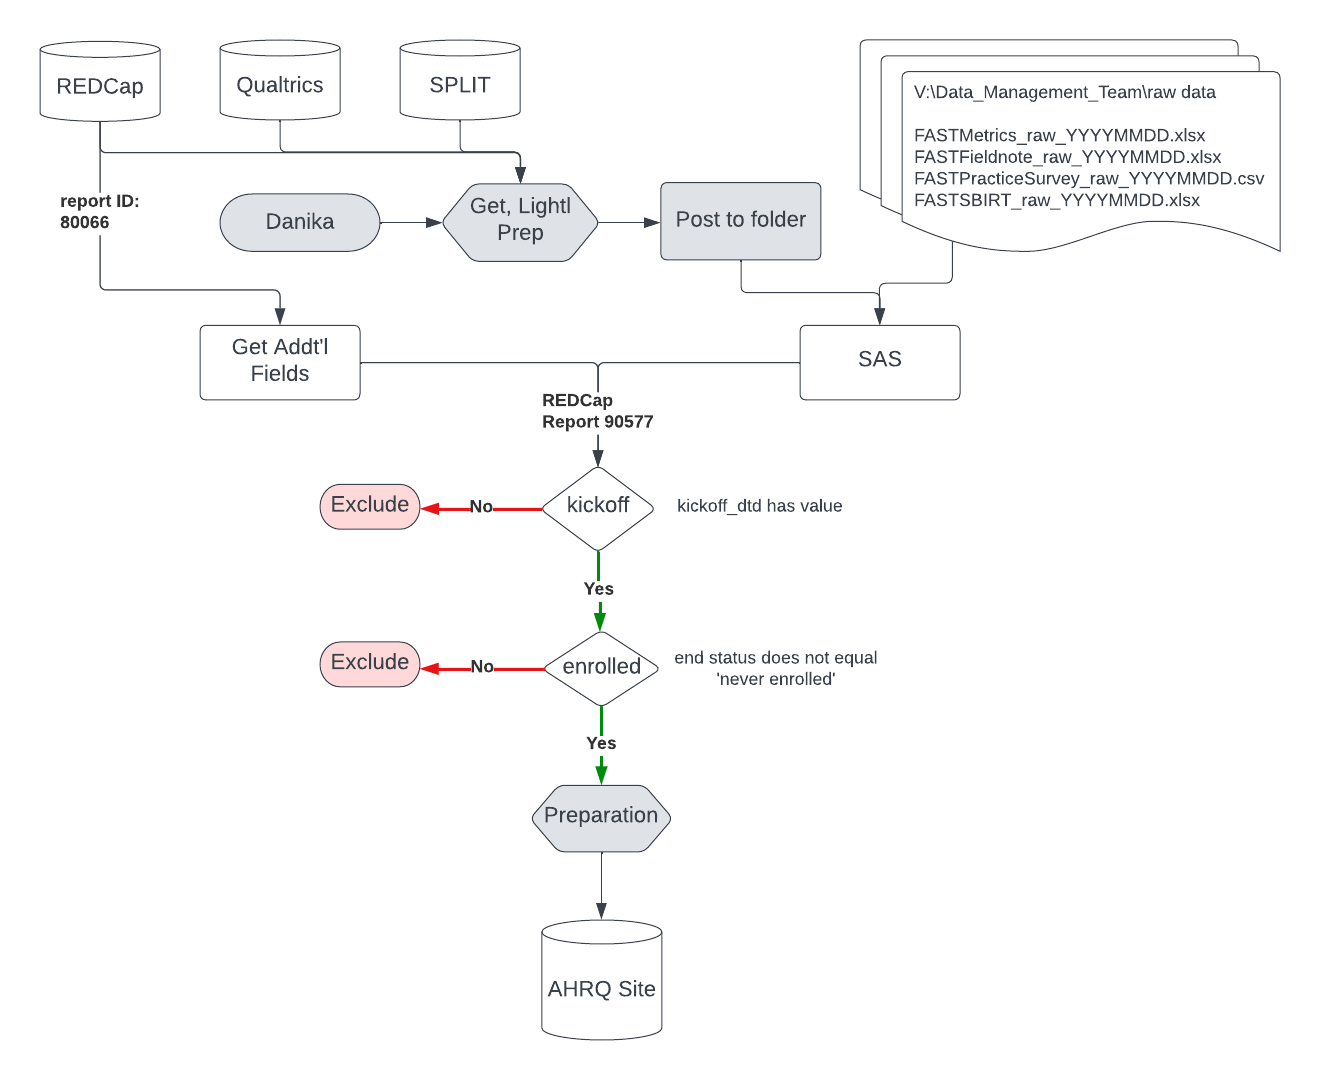 REDCap
Qualtrics
SPLIT
V:\Data_Management_Team\raw data
FASTMetrics_raw_YYYYMMDD.xlsx
FASTFieldnote_raw_YYYYMMDD.xlsx
FASTPracticeSurvey_raw_YYYYMMDD.csv
FASTSBIRT_raw_YYYYMMDD.xlsx
report ID:
80066
Danika
Get, Lightl
Prep
Post to folder
Get Addt'l
Fields
SAS
REDCap
Report 90577
Exclude
No
kickoff
kickoff_dtd has value
Yes
Exclude
No
enrolled
end status does not equal
'never enrolled'
Yes
Preparation
AHRQ Site